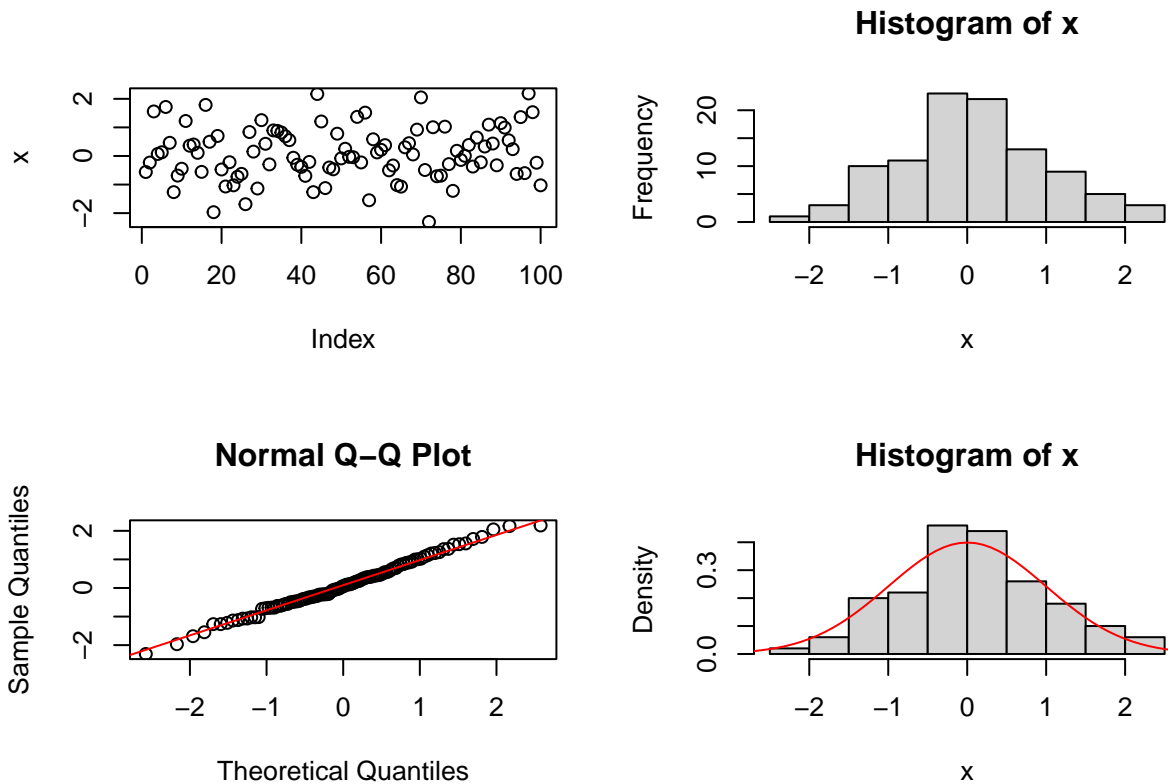 x
2
0
−2
0 20 40 60 80 100
Index
Histogram of x
Frequency
20
10
0
−2 −1 0 1 2
x
Normal Q−Q Plot
Sample Quantiles
2
0
−2
−2 −1 0 1 2
Theoretical Quantiles
Histogram of x
Density
0.3
0.0
−2 −1 0 1 2
x